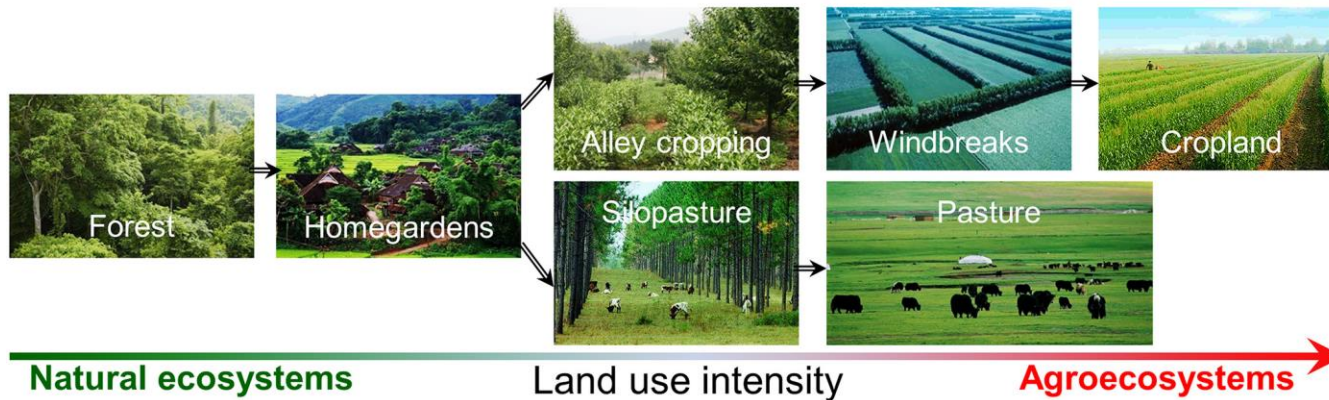 Forest
Homegardens
Alley cropping
Windbreaks
Cropland
Silopasture
Pasture
Natural ecosystems
Land use intensity
Agroecosystems